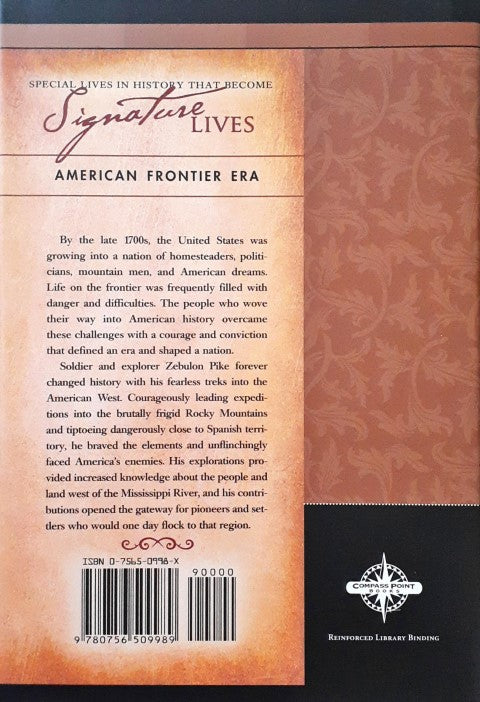 SPECIAL LIVES IN HISTORY THAT BECOME
Signature LIVES
AMERICAN FRONTIER ERA
By the late 1700s, the United States was
growing into a nation of homesteaders, politi-
cians, mountain men, and American dreams.
Life on the frontier was frequently filled with
danger and difficulties. The people who wove
their way into American history overcame
these challenges with a courage and conviction
that defined an era and shaped a nation.
Soldier and explorer Zebulon Pike forever
changed history with his fearless treks into the
American West. Courageously leading expedi-
tions into the brutally frigid Rocky Mountains
and tiptoeing dangerously close to Spanish terri-
tory, he braved the elements and unflinchingly
faced America's enemies. His explorations pro-
vided increased knowledge about the people and
land west of the Mississippi River, and his contri-
butions opened the gateway for pioneers and set-
tlers who would one day flock to that region.
ISBN 0-7565-0998-X
90000
9 780756 509989
COMPASS POINT
BOOKS
REINFORCED LIBRARY BINDING